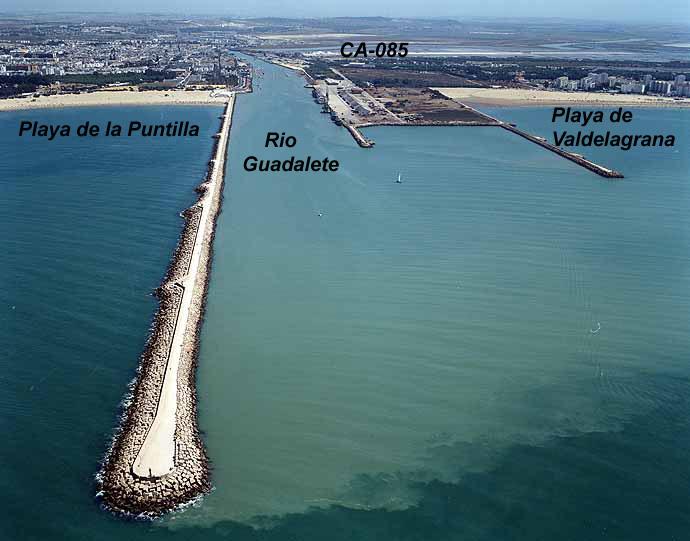 CA-085
Playa de la Puntilla
Rio
Guadalete
Playa de
Valdelagrana